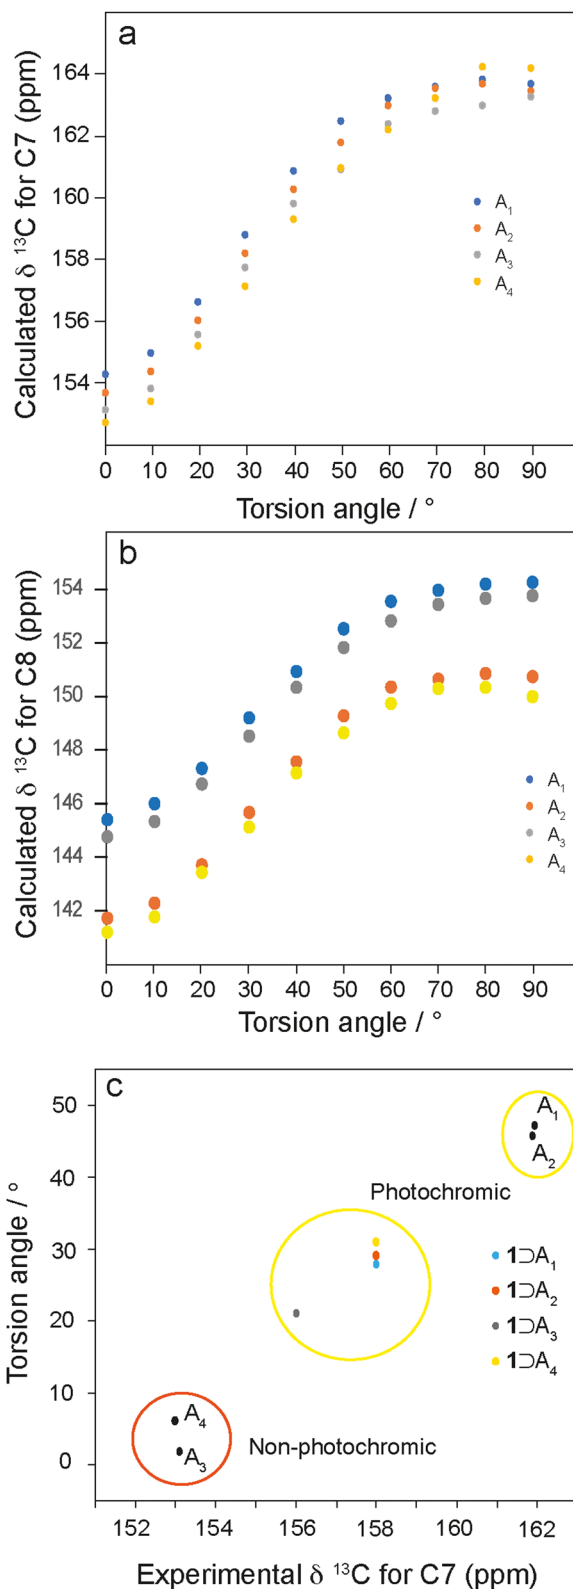 a
Calculated δ ¹³C for C7 (ppm)
164
162
160
158
156
154
A₁
A₂
A₃
A₄
0 10 20 30 40 50 60 70 80 90
Torsion angle / °
b
Calculated δ ¹³C for C8 (ppm)
154
152
150
148
146
144
142
A₁
A₂
A₃
A₄
0 10 20 30 40 50 60 70 80 90
Torsion angle / °
c
Torsion angle / °
50
40
30
20
10
0
A₁
A₂
Photochromic
1⊃A₁
1⊃A₂
1⊃A₃
1⊃A₄
A₄
A₃
Non-photochromic
152 154 156 158 160 162
Experimental δ ¹³C for C7 (ppm)